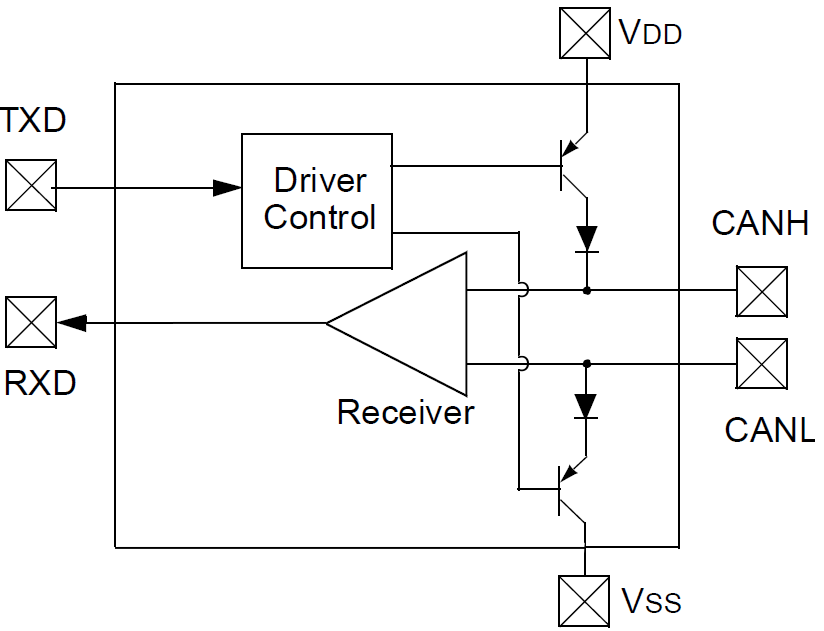 VDD
TXD
Driver
Control
CANH
RXD
Receiver
CANL
VSS